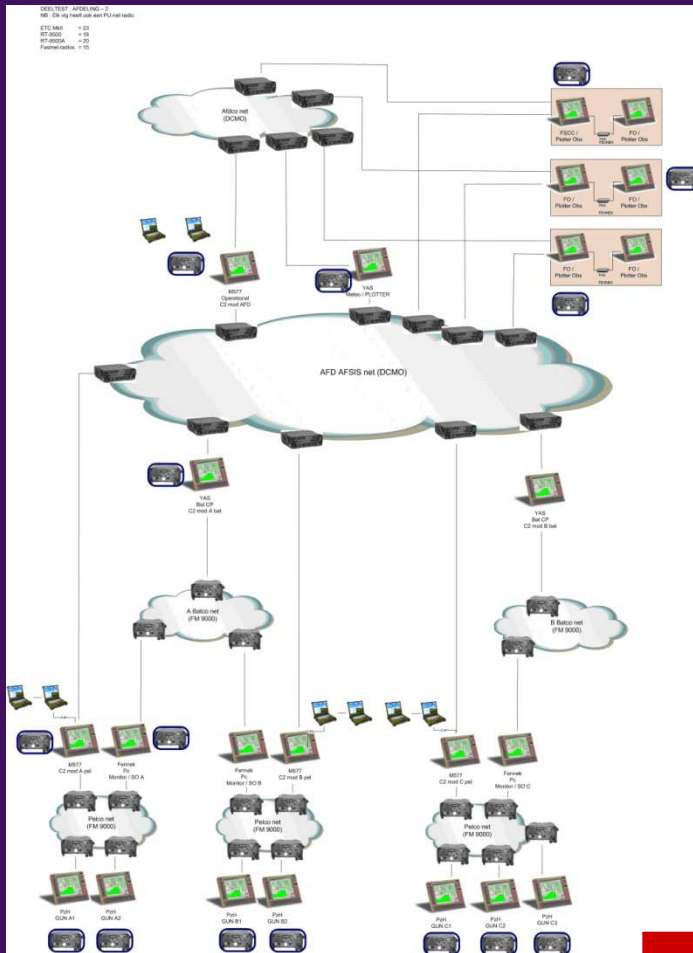 DEELTEST : AFDELING – 2
NB : Elk vtg heeft ook een PU-net radio
ETC MkII = 23
RT-9500 = 18
RT-9500A = 20
Fastnet-radios = 15
Afdco net
(DCMO)
FSCC /
Plotter Obs
FO /
Plotter Obs
FENNEK
FO /
Plotter Obs
FO /
Plotter Obs
FENNEK
FO /
Plotter Obs
FO /
Plotter Obs
FENNEK
M577
Operational
C2 mod AFD
YAS
Meteo / PLOTTER
AFD AFSIS net (DCMO)
YAS
Bat CP
C2 mod A bat
YAS
Bat CP
C2 mod B bat
A Batco net
(FM 9000)
B Batco net
(FM 9000)
M577
C2 mod A pel
Fennek
Pc
Monitor / SO A
Fennek
Pc
Monitor / SO B
M577
C2 mod B pel
M577
C2 mod C pel
Fennek
Pc
Monitor / SO C
Pelco net
(FM 9000)
Pelco net
(FM 9000)
Pelco net
(FM 9000)
PzH
GUN A1
PzH
GUN A2
PzH
GUN B1
PzH
GUN B2
PzH
GUN C1
PzH
GUN C2
PzH
GUN C3